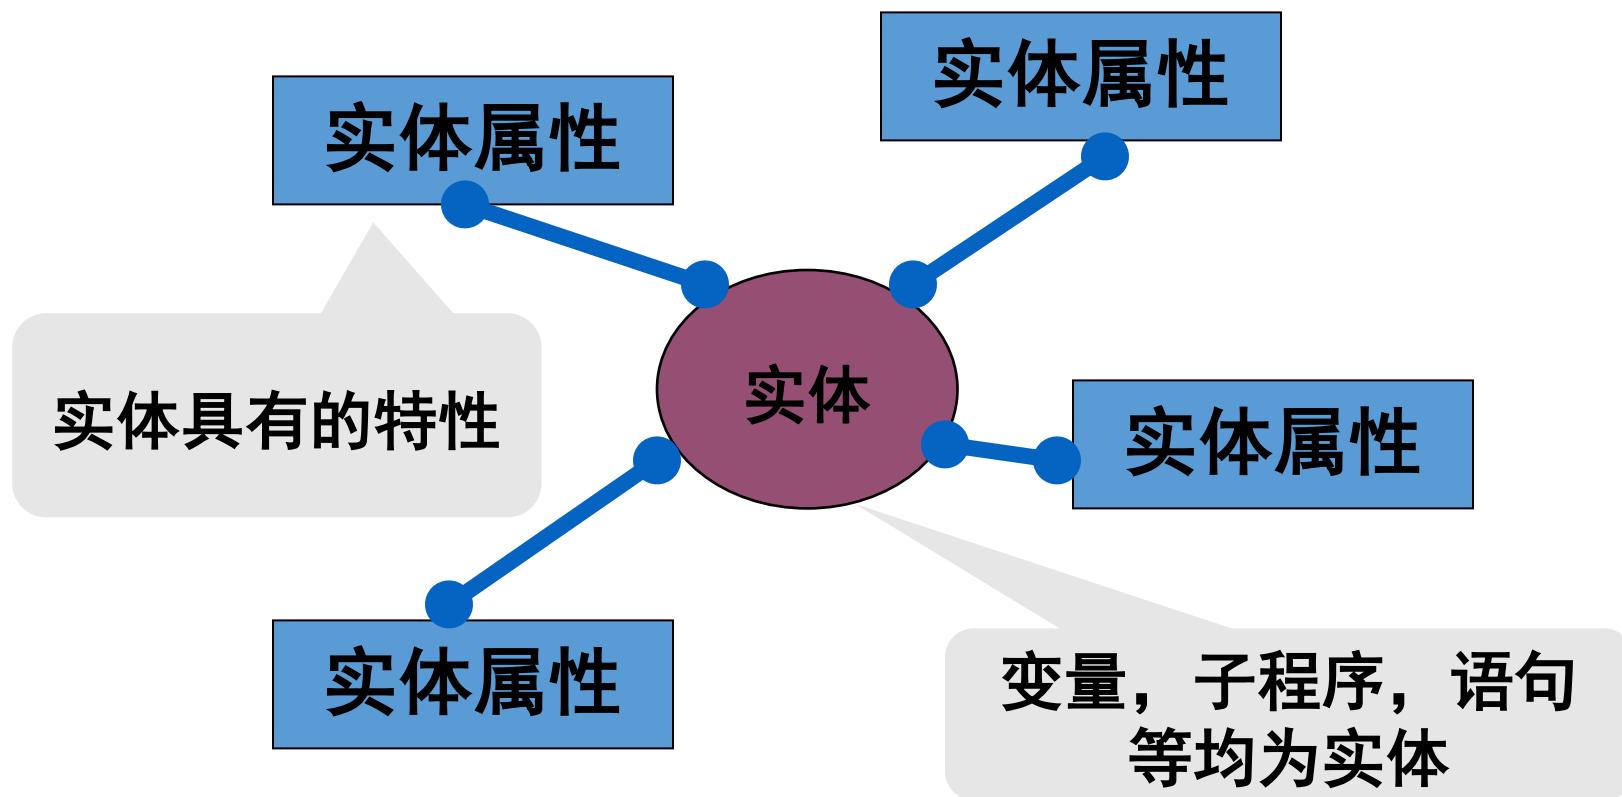 实体属性
实体属性
实体
实体具有的特性
实体属性
实体属性
变量，子程序，语句
等均为实体